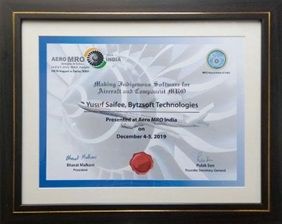 AERO MRO
INDIA
Making Indigenous Software for
Aircraft and Component MRO
Yusuf Saifee, Bytzsoft Technologies
Presented at Aero MRO India
on
December 4-5, 2019
Bharat Malkani
President
Pulak Sen
Founder Secretary General